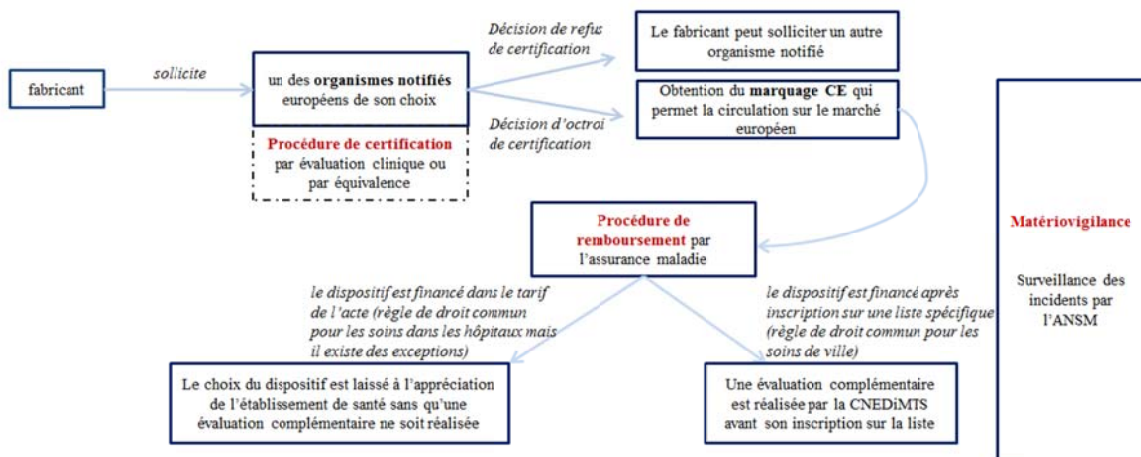 fabricant
sollicite
un des organismes notifiés
européens de son choix
Procédure de certification
par évaluation clinique ou
par équivalence
Décision de refus
de certification
Le fabricant peut solliciter un autre
organisme notifié
Décision d'octroi
de certification
Obtention du marquage CE qui
permet la circulation sur le marché
européen
Procédure de
remboursement par
l'assurance maladie
le dispositif est financé dans le tarif
de l'acte (règle de droit commun
pour les soins dans les hôpitaux mais
il existe des exceptions)
le dispositif est financé après
inscription sur une liste spécifique
(règle de droit commun pour les
soins de ville)
Le choix du dispositif est laissé à l'appréciation
de l'établissement de santé sans qu'une
évaluation complémentaire ne soit réalisée
Une évaluation complémentaire
est réalisée par la CNEDiMTS
avant son inscription sur la liste
Matériovigilance
Surveillance des
incidents par
l'ANSM